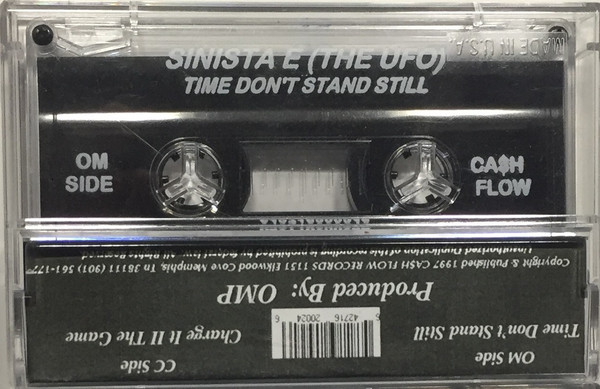 SINISTA E (THE UFO)
MADE IN U.S.A.
TIME DON'T STAND STILL
OM
SIDE
CA$H
FLOW
OM Side
CC Side
Time Don't Stand Still
Charge It II The Game
6 42716 20024 6
Produced By: OMP
Copyright & Published 1997 CA$H FLOW RECORDS 1151 Elkwood Cove Memphis, Tn 38111 (901) 561-177
Unauthorized Duplication of this recording is prohibited by Federal law. All Rights Reserved